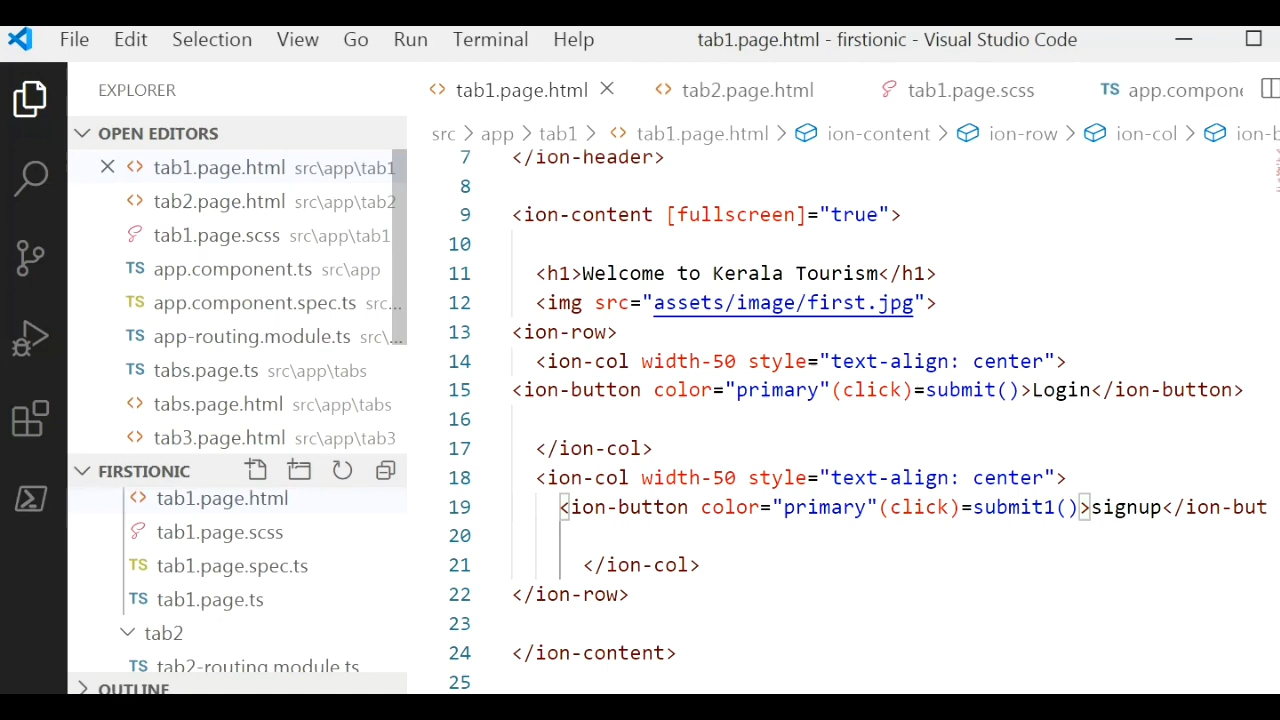 File Edit Selection View Go Run Terminal Help tab1.page.html - firstionic - Visual Studio Code
EXPLORER
OPEN EDITORS
tab1.page.html src\app\tab1
tab2.page.html src\app\tab2
tab1.page.scss src\app\tab1
TS app.component.ts src\app
TS app.component.spec.ts src...
TS app-routing.module.ts src\...
TS tabs.page.ts src\app\tabs
tabs.page.html src\app\tabs
tab3.page.html src\app\tab3
FIRSTIONIC
tab1.page.html
tab1.page.scss
TS tab1.page.spec.ts
TS tab1.page.ts
tab2
TS tab2-routing.module.ts
OUTLINE
tab1.page.html tab2.page.html tab1.page.scss TS app.compone
src > app > tab1 > tab1.page.html > ion-content > ion-row > ion-col > ion-b
7 </ion-header>
8
9 <ion-content [fullscreen]="true">
10
11 <h1>Welcome to Kerala Tourism</h1>
12 <img src="assets/image/first.jpg">
13 <ion-row>
14 <ion-col width-50 style="text-align: center">
15 <ion-button color="primary"(click)=submit()>Login</ion-button>
16
17 </ion-col>
18 <ion-col width-50 style="text-align: center">
19 <ion-button color="primary"(click)=submit1()>signup</ion-but
20
21 </ion-col>
22 </ion-row>
23
24 </ion-content>
25